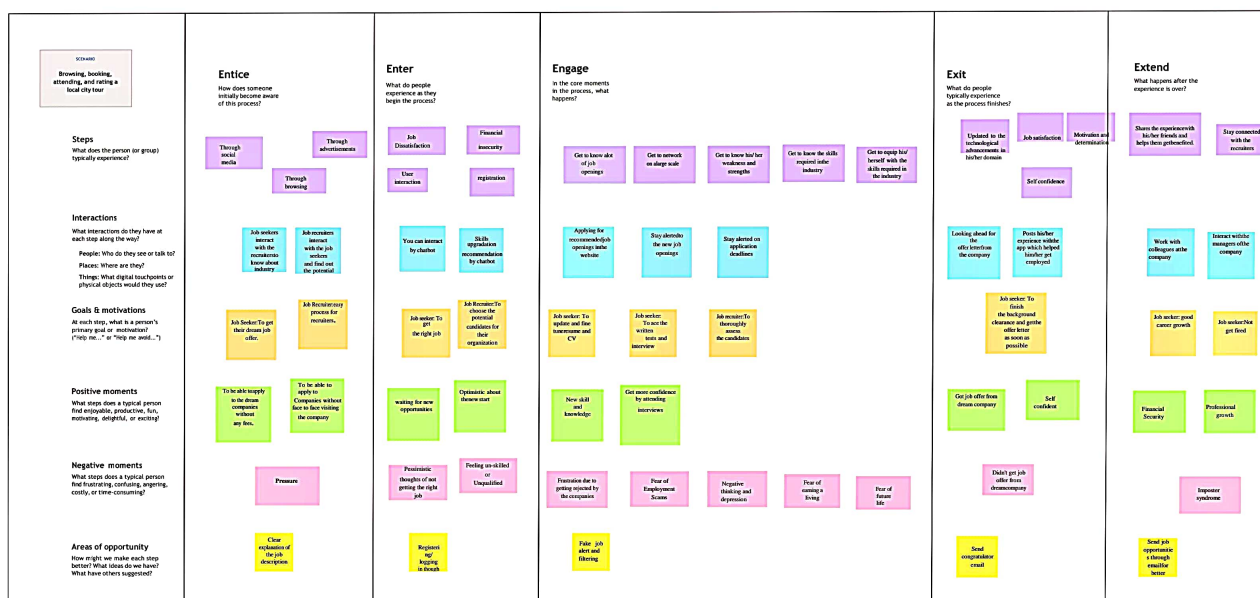 SCENARIO
Browsing, booking,
attending, and rating a
local city tour
Entice
How does someone
initially become aware
of this process?
Enter
What do people
experience as they
begin the process?
Engage
In the core moments
in the process, what
happens?
Exit
What do people
typically experience
as the process finishes?
Extend
What happens after the
experience is over?
Steps
What does the person (or group)
typically experience?
Through
social
media
Through
advertisements
Through
browsing
Job
Dissutisfaction
Financial
insecurity
User
interaction
registration
Get to know alot
of job
openings
Get to network
on alarge scale
Get to know his/ her
weakness and
strengths
Get to know the skills
required inthe
industry
Get to equip his/
herself with the
skills required in
the industry
Updated to the
technological
advancements in
his/her domain
Job satisfaction
Motivation and
determination
Self confidence
Shares the experiencewith
his/her friends and
helps them getbenefited.
Stay connected
with the
recruiters
Interactions
What interactions do they have at
each step along the way?
People: Who do they see or talk to?
Places: Where are they?
Things: What digital touchpoints or
physical objects would they use?
Job seekers
interact
with the
recruitersto
know about
industry
Job recruiters
interact
with the job
seekers
and find out
the potential
You can interact
by chatbot
Skills
upgradation
recommendation
by chatbot
Applying for
recommendedjob
openings inthe
website
Stay alertedto
the new job
openings
Stay alerted on
application
deadlines
Looking ahead for
the
offer letterfrom
the company
Posts his/her
experience with the
app which helped
him/her get
employed
Work with
colleagues atthe
company
Interact withthe
managers ofthe
company
Goals & motivations
At each step, what is a person's
primary goal or motivation?
("Help me..." or "Help me avoid...")
Job Seeker:To get
their dream job
offer.
Job Recruiter:easy
process for
recruiters.
Job seeker: To
get
the right job
Job Recruiter:To
choose the
potential
candidates for
their
organization
Job seeker: To
update and fine
tuneresume and
CV
Job seeker:
To ace the
written
tests and
interview
Job recruiter:To
thoroughly
assess
the candidates
Job seeker: To
finish
the background
clearance and getthe
offer letter
as soon as
possible
Job seeker: good
career growth
Job seeker:Not
get fired
Positive moments
What steps does a typical person
find enjoyable, productive, fun,
motivating, delightful, or exciting?
To be able toapply
to the dream
companies
without
any fees.
To be able to
apply to
Companies without
face to face visiting
the company
waiting for new
opportunities
Optimistic about
thenew start
New skill
and
knowledge
Get more confidence
by attending
interviews
Got job offer from
dream company
Self
confident
Financial
Security
Professional
growth
Negative moments
What steps does a typical person
find frustrating, confusing, angering,
costly, or time-consuming?
Pressure
Pessimistic
thoughts of not
getting the right
job
Feeling un-skilled
or
Unqualified
Frustration due to
getting rejected by
the companies
Fear of
Employment
Scams
Negative
thinking and
depression
Fear of
earning a
living
Fear of
future
life
Didn't get job
offer from
dreamcompany
Imposter
syndrome
Areas of opportunity
How might we make each step
better? What ideas do we have?
What have others suggested?
Clear
explanation
of the job
description
Registeri
ng/
logging
in though
Fake job
alert and
filtering
Send
email
Send job
opportunitie
s through
emailfor
better